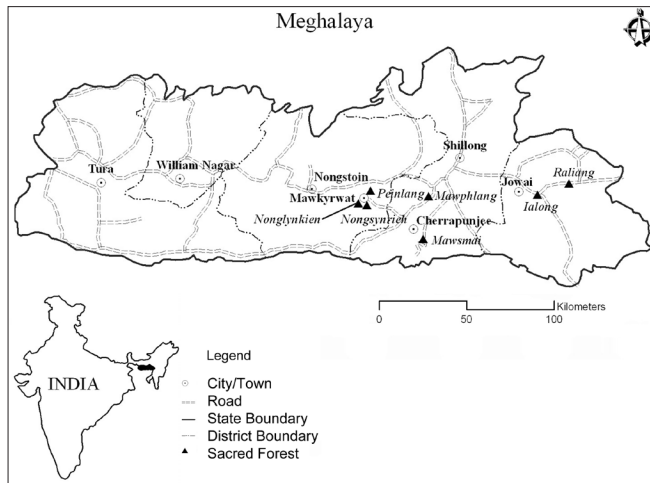 Meghalaya
Shillong
William Nagar
Tura
Nongstoin
Jowai
Raliang
Pejnlang
Mawkyrwat
Mawphlang
Ialong
Nonglynkien
Nongsynrieh
Cherrapunjee
Mawsmai
Kilometers
0 50 100
INDIA
Legend
City/Town
Road
State Boundary
District Boundary
Sacred Forest